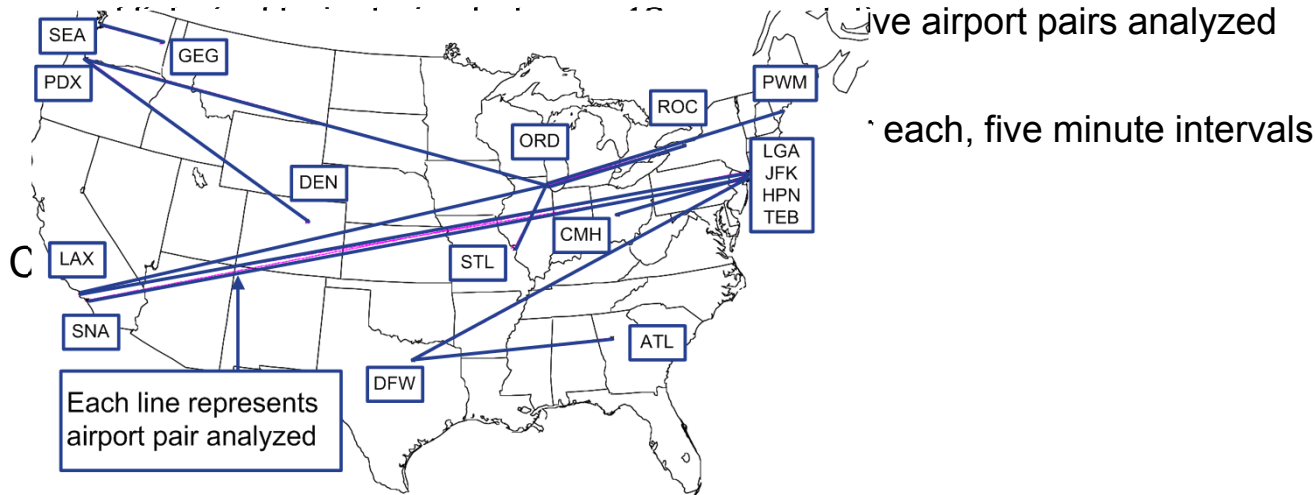 ive airport pairs analyzed
SEA
GEG
PDX
PWM
ROC
ORD
each, five minute intervals
LGA
JFK
HPN
TEB
DEN
CMH
C
LAX
STL
SNA
ATL
DFW
Each line represents
airport pair analyzed